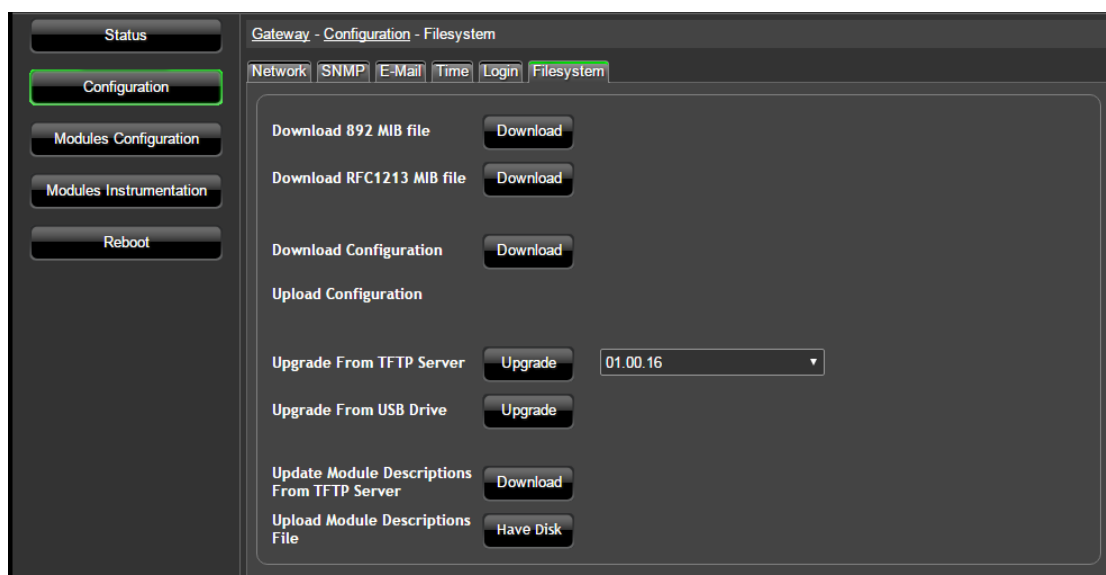 Status
Configuration
Modules Configuration
Modules Instrumentation
Reboot
Gateway - Configuration - Filesystem
Network SNMP E-Mail Time Login Filesystem
Download 892 MIB file Download
Download RFC1213 MIB file Download
Download Configuration Download
Upload Configuration
Upgrade From TFTP Server Upgrade 01.00.16
Upgrade From USB Drive Upgrade
Update Module Descriptions
From TFTP Server Download
Upload Module Descriptions
File Have Disk